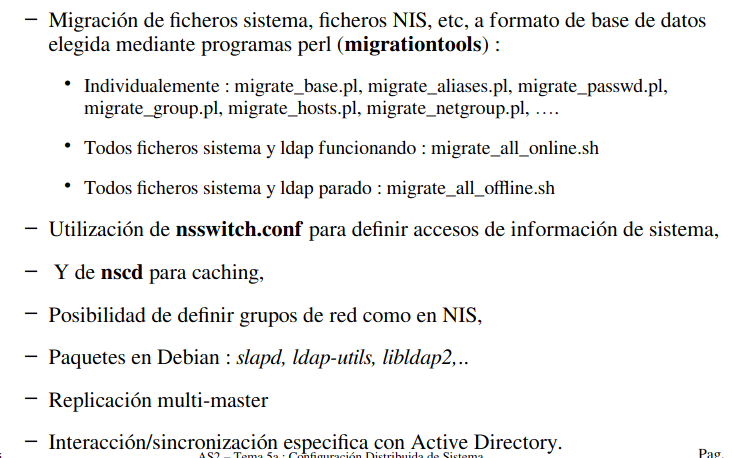 – Migración de ficheros sistema, ficheros NIS, etc, a formato de base de datos
elegida mediante programas perl (migrationtools) :
• Individualemente : migrate_base.pl, migrate_aliases.pl, migrate_passwd.pl,
migrate_group.pl, migrate_hosts.pl, migrate_netgroup.pl, ….
• Todos ficheros sistema y ldap funcionando : migrate_all_online.sh
• Todos ficheros sistema y ldap parado : migrate_all_offline.sh
– Utilización de nsswitch.conf para definir accesos de información de sistema,
– Y de nscd para caching,
– Posibilidad de definir grupos de red como en NIS,
– Paquetes en Debian : slapd, ldap-utils, libldap2,..
– Replicación multi-master
– Interacción/sincronización especifica con Active Directory.
AS2 – Tema 5a : Configuración Distribuida de Sistema
Pag.